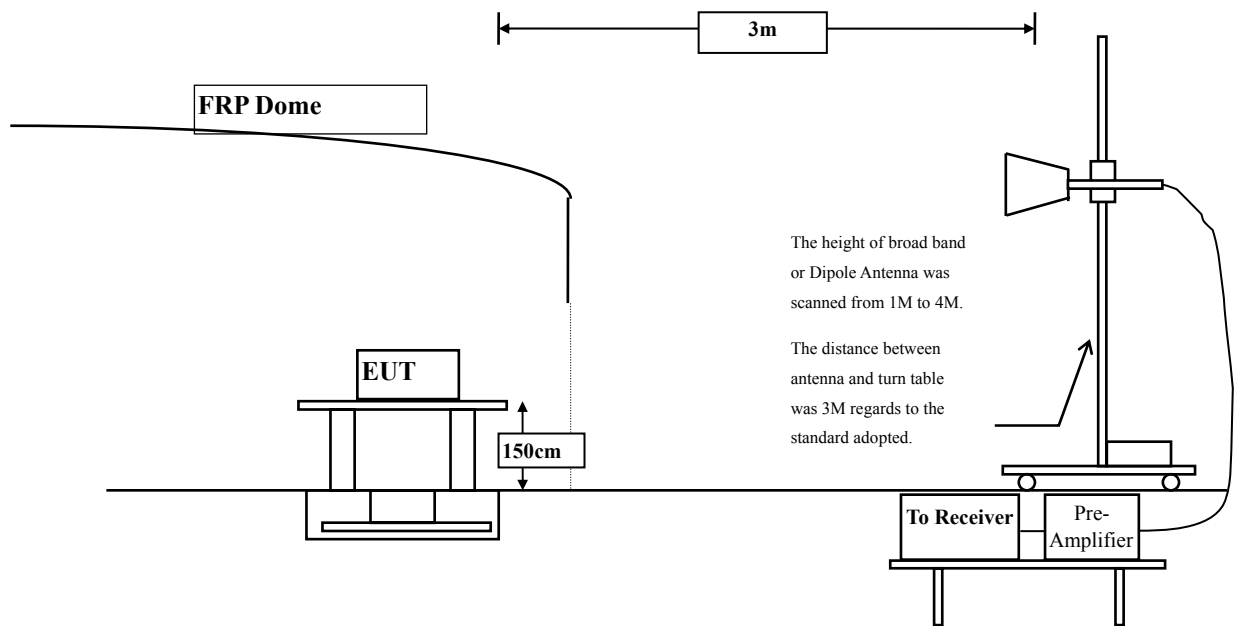 3m
FRP Dome
The height of broad band
or Dipole Antenna was
scanned from 1M to 4M.
The distance between
antenna and turn table
was 3M regards to the
standard adopted.
EUT
150cm
To Receiver
Pre-
Amplifier